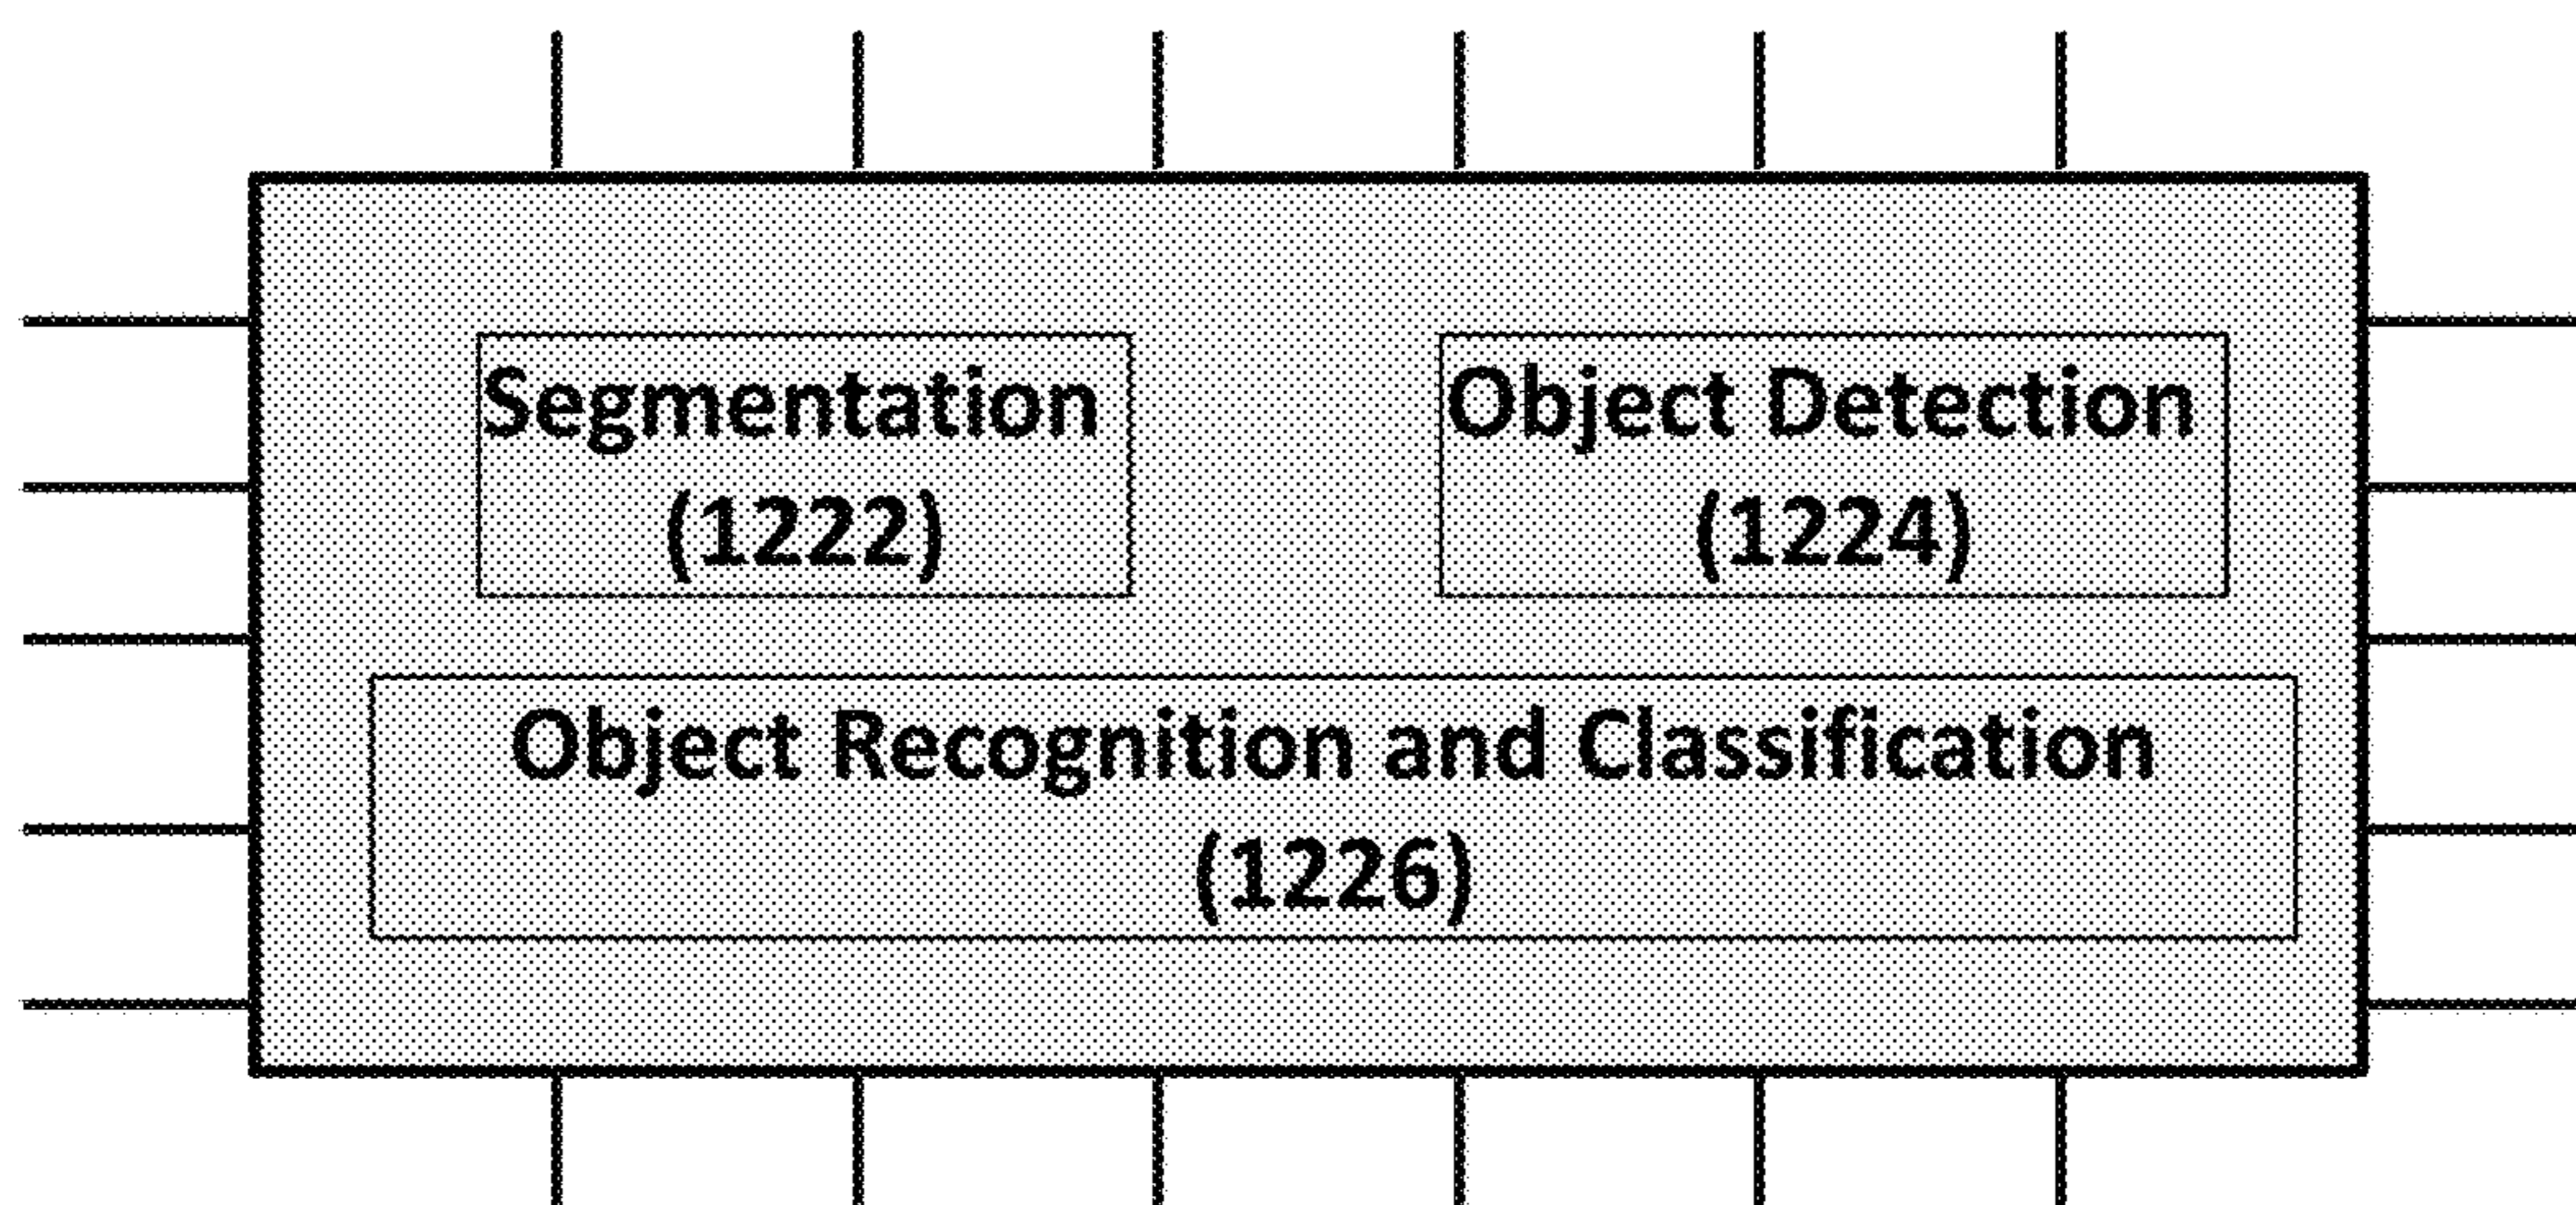 Segmentation
(1222)
Object Detection
(1224)
Object Recognition and Classification
(1226)